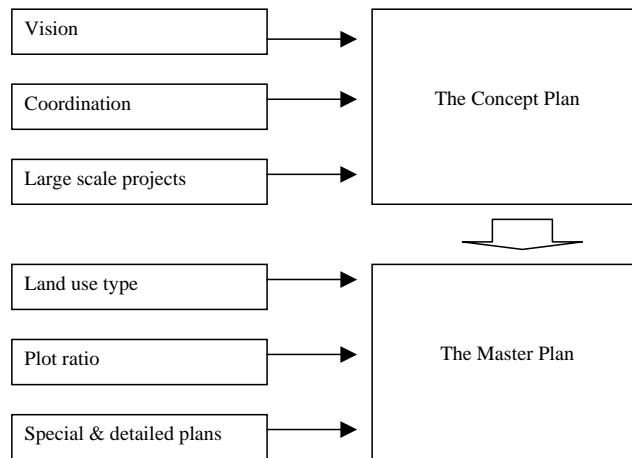 Vision
Coordination
Large scale projects
The Concept Plan
Land use type
Plot ratio
Special & detailed plans
The Master Plan